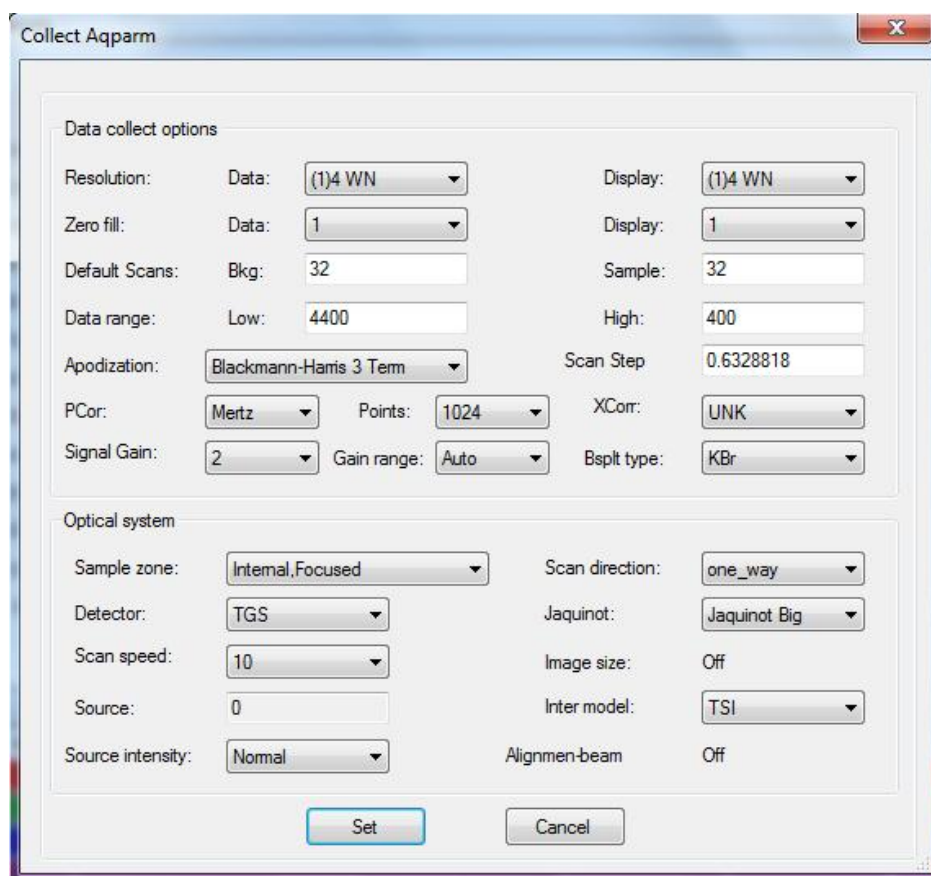 Collect Aqparm
X
Data collect options
Resolution: Data: (1)4 WN Display: (1)4 WN
Zero fill: Data: 1 Display: 1
Default Scans: Bkg: 32 Sample: 32
Data range: Low: 4400 High: 400
Apodization: Blackmann-Harris 3 Term Scan Step 0.6328818
PCor: Mertz Points: 1024 XCorr: UNK
Signal Gain: 2 Gain range: Auto Bsplt type: KBr
Optical system
Sample zone: Internal,Focused Scan direction: one_way
Detector: TGS Jaquinot: Jaquinot Big
Scan speed: 10 Image size: Off
Source: 0 Inter model: TSI
Source intensity: Normal Alignmen-beam Off
Set Cancel